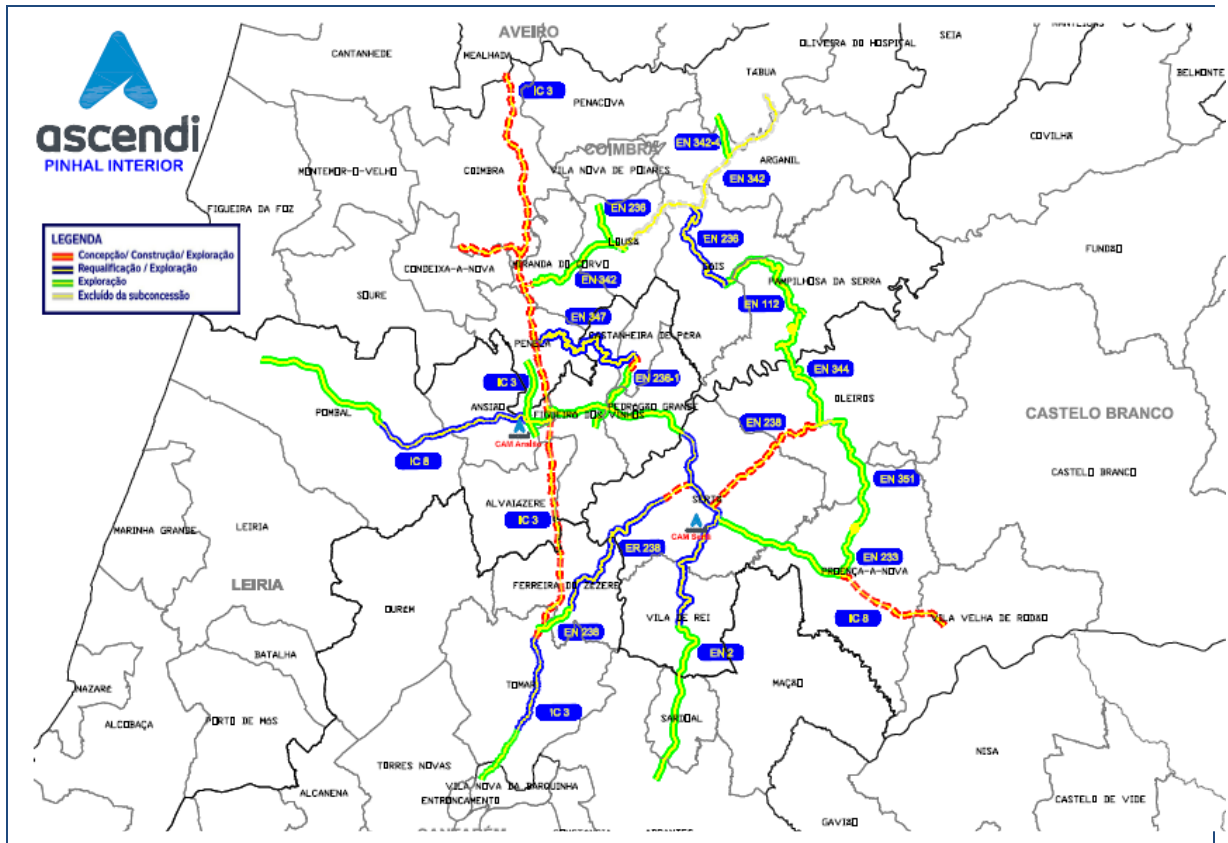 AVEIRO
MANTEIGAS
CANTANHEDE
MEALHADA
OLIVEIRA DO HOSPITAL
SEIA
TÁBUA
BELMONTE
IC 3
PENACOVA
ascendi
PINHAL INTERIOR
COVILHÃ
EN 342-4
COIMBRA
ARGANIL
MONTEMOR-O-VELHO
COIMBRA
VILA NOVA DE POIARES
EN 342
FIGUEIRA DA FOZ
EN 236
LEGENDA
Concepção/ Construção/ Exploração
Requalificação / Exploração
Exploração
Excluído da subconcessão
LOUSÃ
EN 236
FUNDÃO
CONDEIXA-A-NOVA
MIRANDA DO CORVO
GÓIS
EN 342
PAMPILHOSA DA SERRA
SOURE
EN 112
EN 347
CASTANHEIRA DE PÊRA
PENELA
EN 344
IC 3
EN 236-1
OLEIROS
ANSIÃO
PEDRÓGÃO GRANDE
POMBAL
FIGUEIRÓ DOS VINHOS
CASTELO BRANCO
EN 238
CAM Ansião
IC 8
CASTELO BRANCO
EN 351
ALVAIÁZERE
SERTÃ
MARINHA GRANDE
LEIRIA
IC 3
CAM Sertã
ER 238
EN 233
PROENÇA-A-NOVA
LEIRIA
FERREIRA DO ZÊZERE
OURÉM
IC 8
VILA DE REI
VILA VELHA DE RODÃO
EN 238
BATALHA
EN 2
TOMAR
MAÇÃO
NAZARÉ
IC 3
ALCOBAÇA
PORTO DE MÓS
SARDOAL
NISA
TORRES NOVAS
ALCANENA
VILA NOVA DA BARQUINHA
ENTRONCAMENTO
CASTELO DE VIDE
GAVIÃO
SANTARÉM
CONSTÂNCIA
ABRANTES